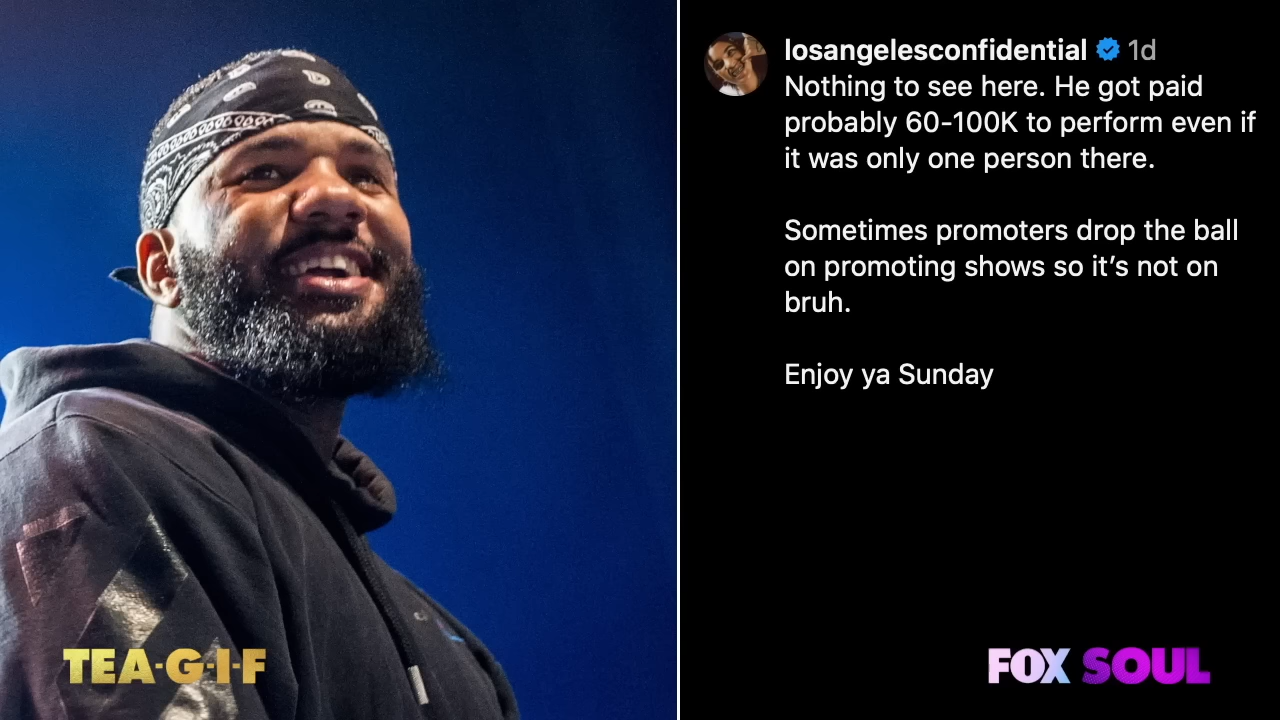 losangelesconfidential 1d
Nothing to see here. He got paid
probably 60-100K to perform even if
it was only one person there.
Sometimes promoters drop the ball
on promoting shows so it’s not on
bruh.
Enjoy ya Sunday
TEA-G-I-F
FOX SOUL